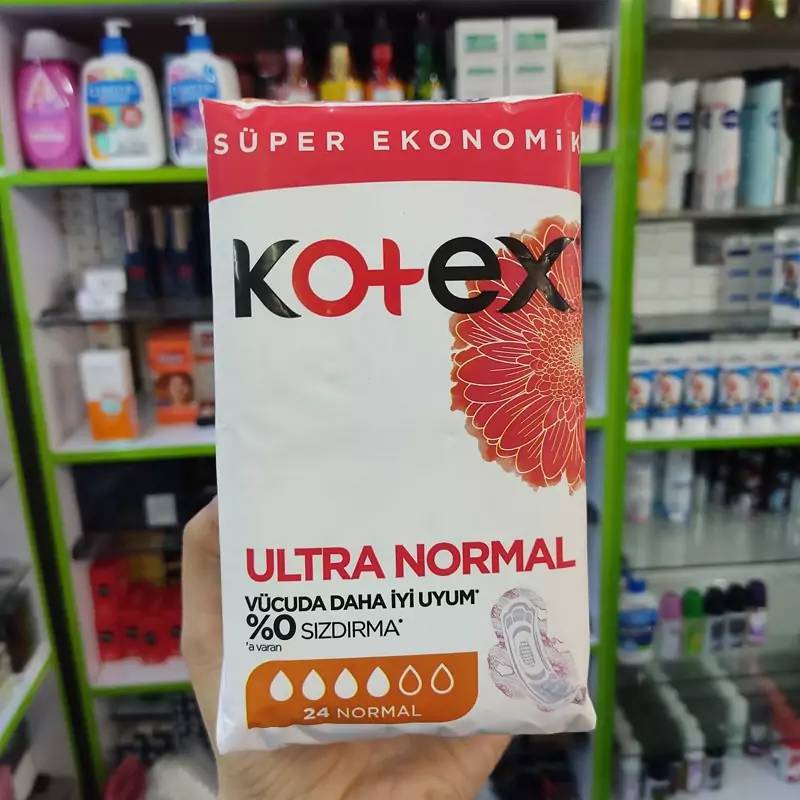 SÜPER EKONOMİK
Kotex
ULTRA NORMAL
VÜCUDA DAHA İYİ UYUM*
%0 SIZDIRMA*
*a varan
24 NORMAL